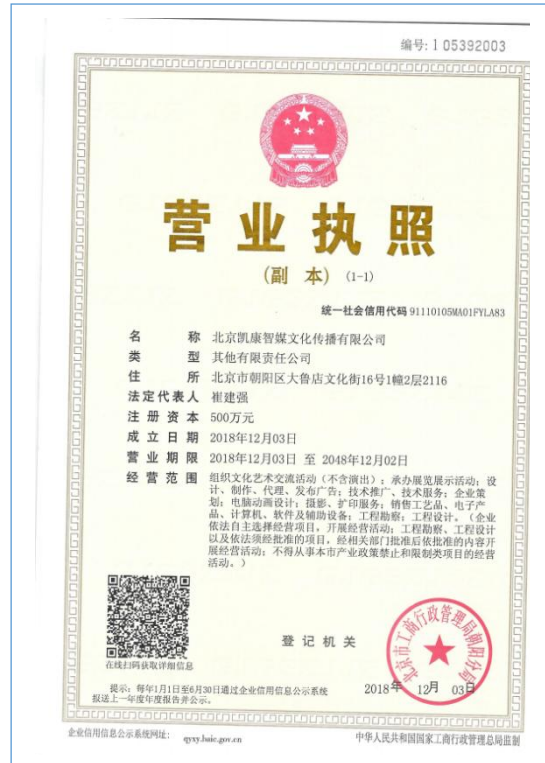 编号: 1 05392003
营业执照
(副 本) (1-1)
统一社会信用代码 91110105MA01FYLA83
名 称 北京凯康智媒文化传播有限公司
类 型 其他有限责任公司
住 所 北京市朝阳区大鲁店文化街16号1幢2层2116
法定代表人 崔建强
注册资本 500万元
成立日期 2018年12月03日
营业期限 2018年12月03日 至 2048年12月02日
经营范围 组织文化艺术交流活动（不含演出）；承办展览展示活动；设
计、制作、代理、发布广告；技术推广、技术服务；企业策
划；电脑动画设计；摄影、扩印服务；销售工艺品、电子产
品、计算机、软件及辅助设备；工程勘察；工程设计。（企业
依法自主选择经营项目，开展经营活动；工程勘察、工程设计
以及依法须经批准的项目，经相关部门批准后依批准的内容开
展经营活动；不得从事本市产业政策禁止和限制类项目的经营
活动。）
在线扫码获取详细信息
登记机关
北京市工商行政管理局朝阳分局
2018年 12月 03日
提示：每年1月1日至6月30日通过企业信用信息公示系统
报送上一年度年度报告并公示。
企业信用信息公示系统网址： qyxy.baic.gov.cn
中华人民共和国国家工商行政管理总局监制